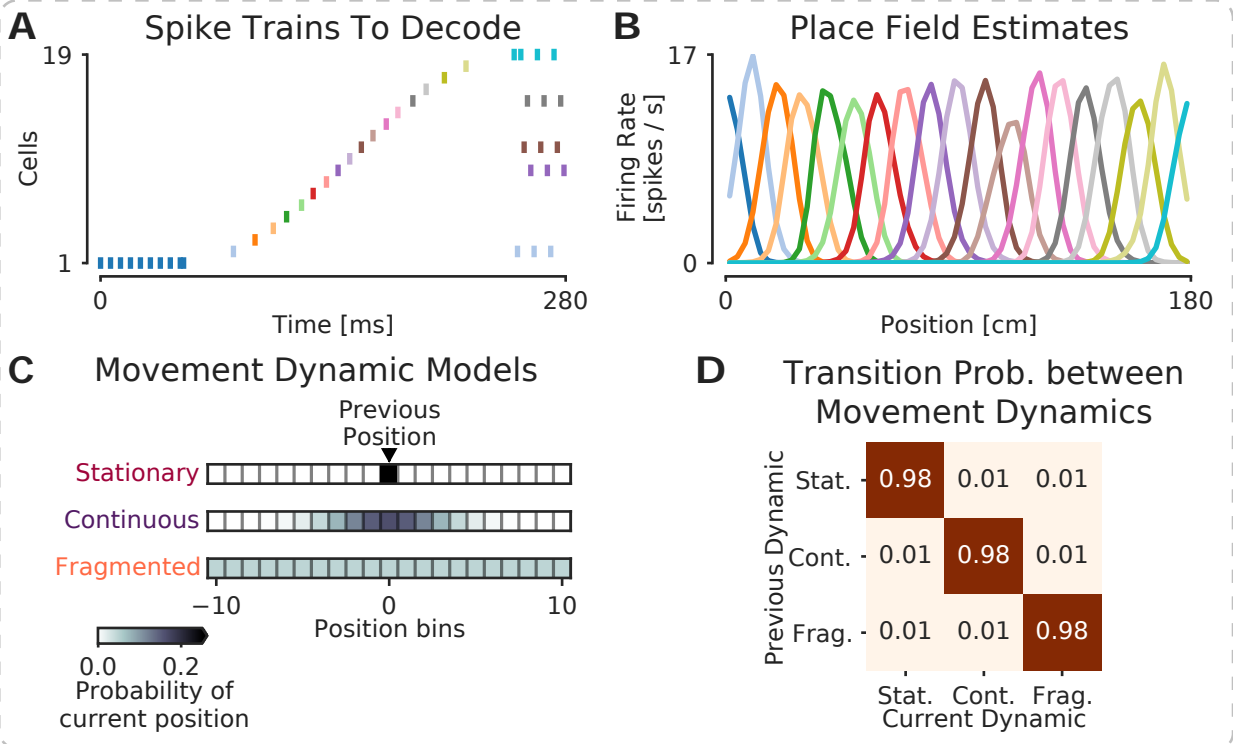 A
Spike Trains To Decode
19
Cells
1
0
280
Time [ms]
B
Place Field Estimates
17
Firing Rate
[spikes / s]
0
0
180
Position [cm]
C
Movement Dynamic Models
Previous
Position
Stationary
Continuous
Fragmented
−10
0
10
Position bins
0.0
0.2
Probability of
current position
D
Transition Prob. between
Movement Dynamics
Previous Dynamic
Stat.
0.98 0.01 0.01
Cont.
0.01 0.98 0.01
Frag.
0.01 0.01 0.98
Stat. Cont. Frag.
Current Dynamic